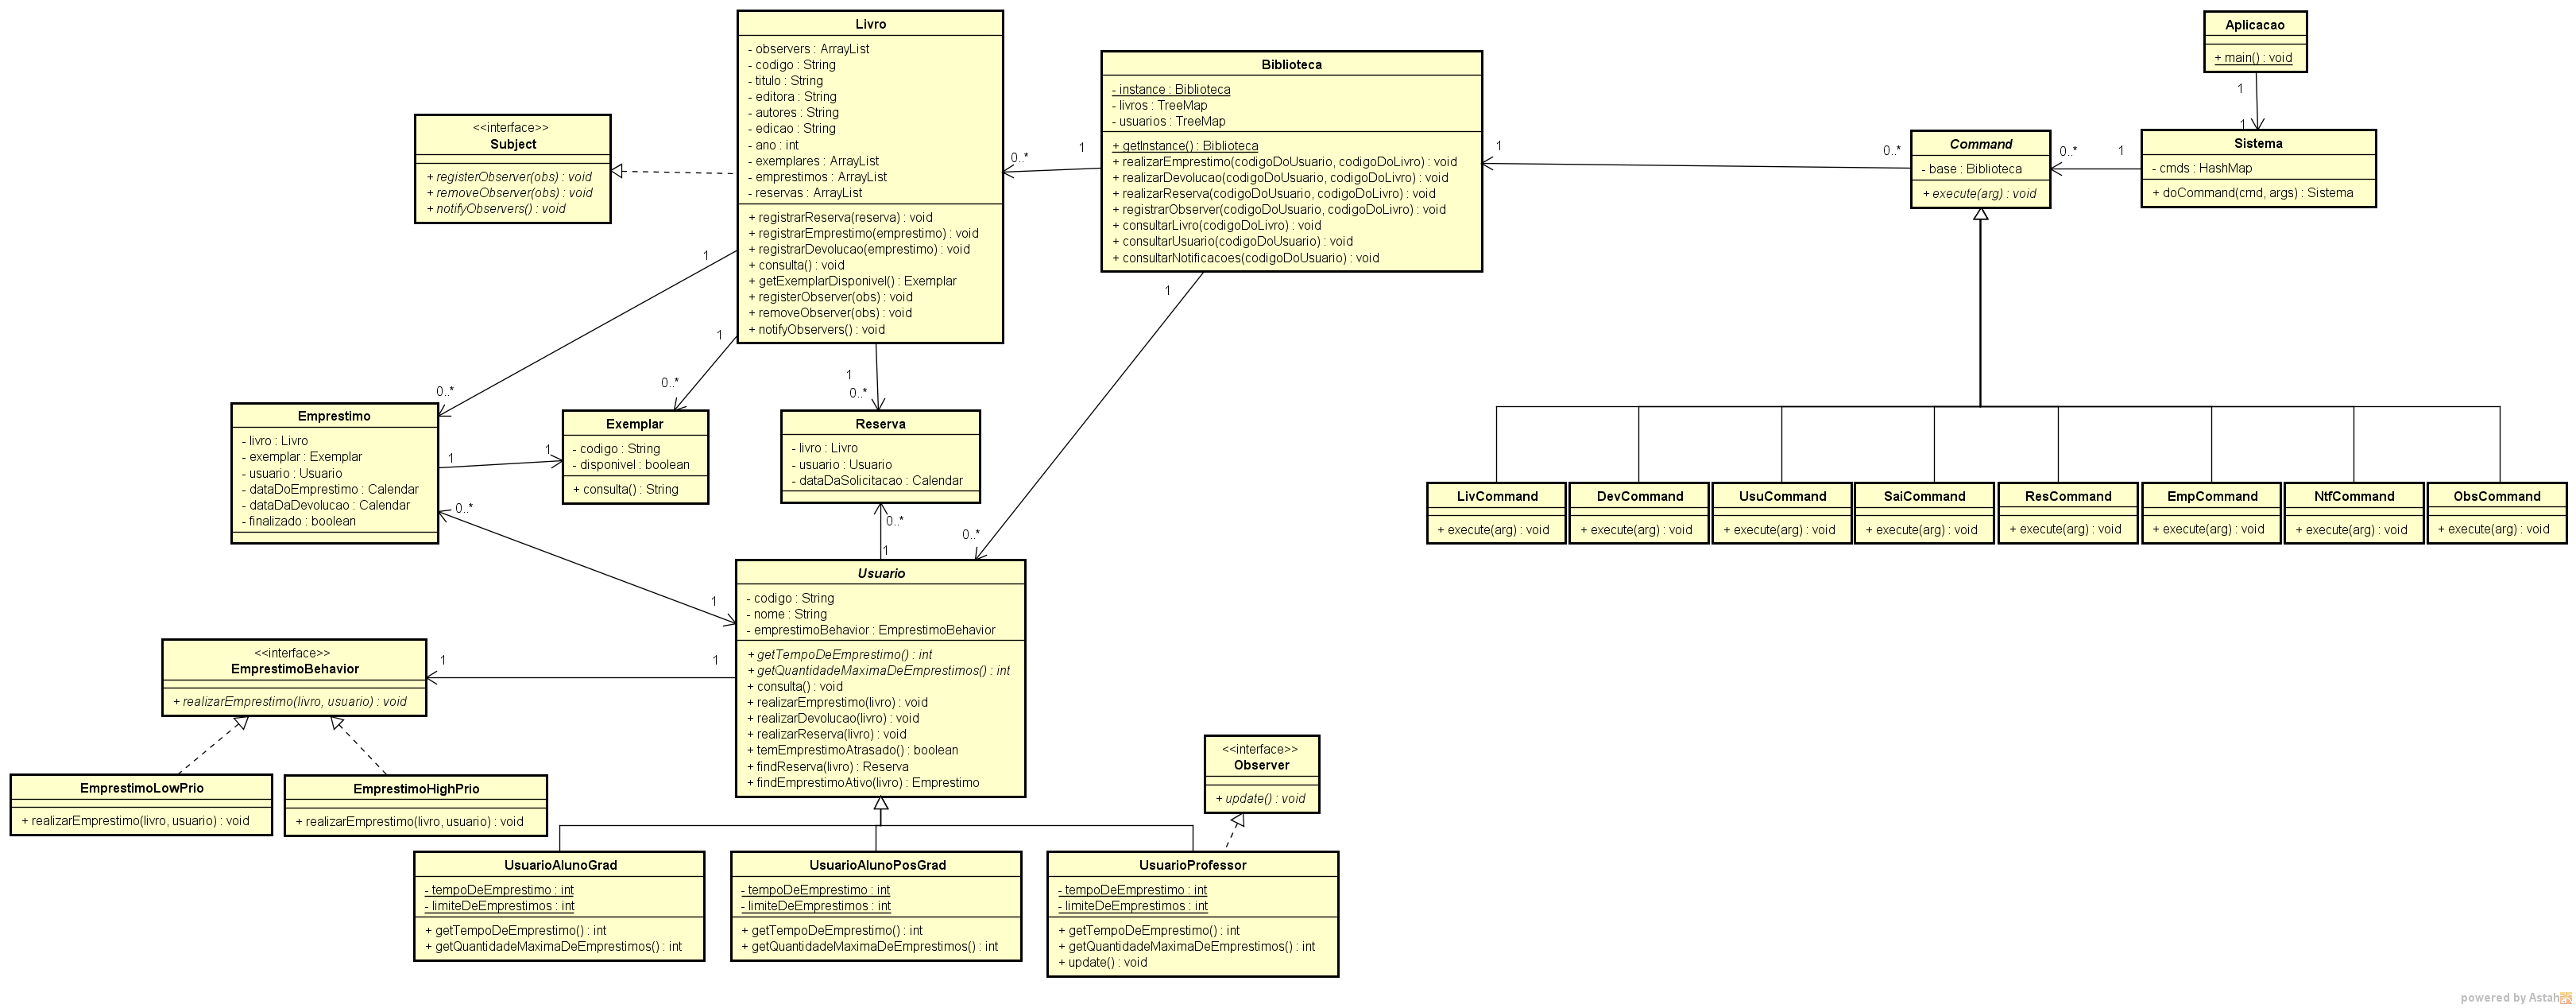 Livro
- observers : ArrayList
- codigo : String
- titulo : String
- editora : String
- autores : String
- edicao : String
- ano : int
- exemplares : ArrayList
- emprestimos : ArrayList
- reservas : ArrayList
+ registrarReserva(reserva) : void
+ registrarEmprestimo(emprestimo) : void
+ registrarDevolucao(emprestimo) : void
+ consulta() : void
+ getExemplarDisponivel() : Exemplar
+ registerObserver(obs) : void
+ removeObserver(obs) : void
+ notifyObservers() : void
<<interface>>
Subject
+ registerObserver(obs) : void
+ removeObserver(obs) : void
+ notifyObservers() : void
Biblioteca
- instance : Biblioteca
- livros : TreeMap
- usuarios : TreeMap
+ getInstance() : Biblioteca
+ realizarEmprestimo(codigoDoUsuario, codigoDoLivro) : void
+ realizarDevolucao(codigoDoUsuario, codigoDoLivro) : void
+ realizarReserva(codigoDoUsuario, codigoDoLivro) : void
+ registrarObserver(codigoDoUsuario, codigoDoLivro) : void
+ consultarLivro(codigoDoLivro) : void
+ consultarUsuario(codigoDoUsuario) : void
+ consultarNotificacoes(codigoDoUsuario) : void
Aplicacao
+ main() : void
1
1
Command
- base : Biblioteca
+ execute(arg) : void
Sistema
- cmds : HashMap
+ doCommand(cmd, args) : Sistema
0..*
1
1
0..*
0..*
1
1
0..*
1
0..*
1
0..*
1
0..*
Emprestimo
- livro : Livro
- exemplar : Exemplar
- usuario : Usuario
- dataDoEmprestimo : Calendar
- dataDaDevolucao : Calendar
- finalizado : boolean
1
1
Exemplar
- codigo : String
- disponivel : boolean
+ consulta() : String
Reserva
- livro : Livro
- usuario : Usuario
- dataDaSolicitacao : Calendar
0..*
1
0..*
1
LivCommand
+ execute(arg) : void
DevCommand
+ execute(arg) : void
UsuCommand
+ execute(arg) : void
SaiCommand
+ execute(arg) : void
ResCommand
+ execute(arg) : void
EmpCommand
+ execute(arg) : void
NtfCommand
+ execute(arg) : void
ObsCommand
+ execute(arg) : void
Usuario
- codigo : String
- nome : String
- emprestimoBehavior : EmprestimoBehavior
+ getTempoDeEmprestimo() : int
+ getQuantidadeMaximaDeEmprestimos() : int
+ consulta() : void
+ realizarEmprestimo(livro) : void
+ realizarDevolucao(livro) : void
+ realizarReserva(livro) : void
+ temEmprestimoAtrasado() : boolean
+ findReserva(livro) : Reserva
+ findEmprestimoAtivo(livro) : Emprestimo
1
1
<<interface>>
EmprestimoBehavior
+ realizarEmprestimo(livro, usuario) : void
EmprestimoLowPrio
+ realizarEmprestimo(livro, usuario) : void
EmprestimoHighPrio
+ realizarEmprestimo(livro, usuario) : void
<<interface>>
Observer
+ update() : void
UsuarioAlunoGrad
- tempoDeEmprestimo : int
- limiteDeEmprestimos : int
+ getTempoDeEmprestimo() : int
+ getQuantidadeMaximaDeEmprestimos() : int
UsuarioAlunoPosGrad
- tempoDeEmprestimo : int
- limiteDeEmprestimos : int
+ getTempoDeEmprestimo() : int
+ getQuantidadeMaximaDeEmprestimos() : int
UsuarioProfessor
- tempoDeEmprestimo : int
- limiteDeEmprestimos : int
+ getTempoDeEmprestimo() : int
+ getQuantidadeMaximaDeEmprestimos() : int
+ update() : void
powered by Astah